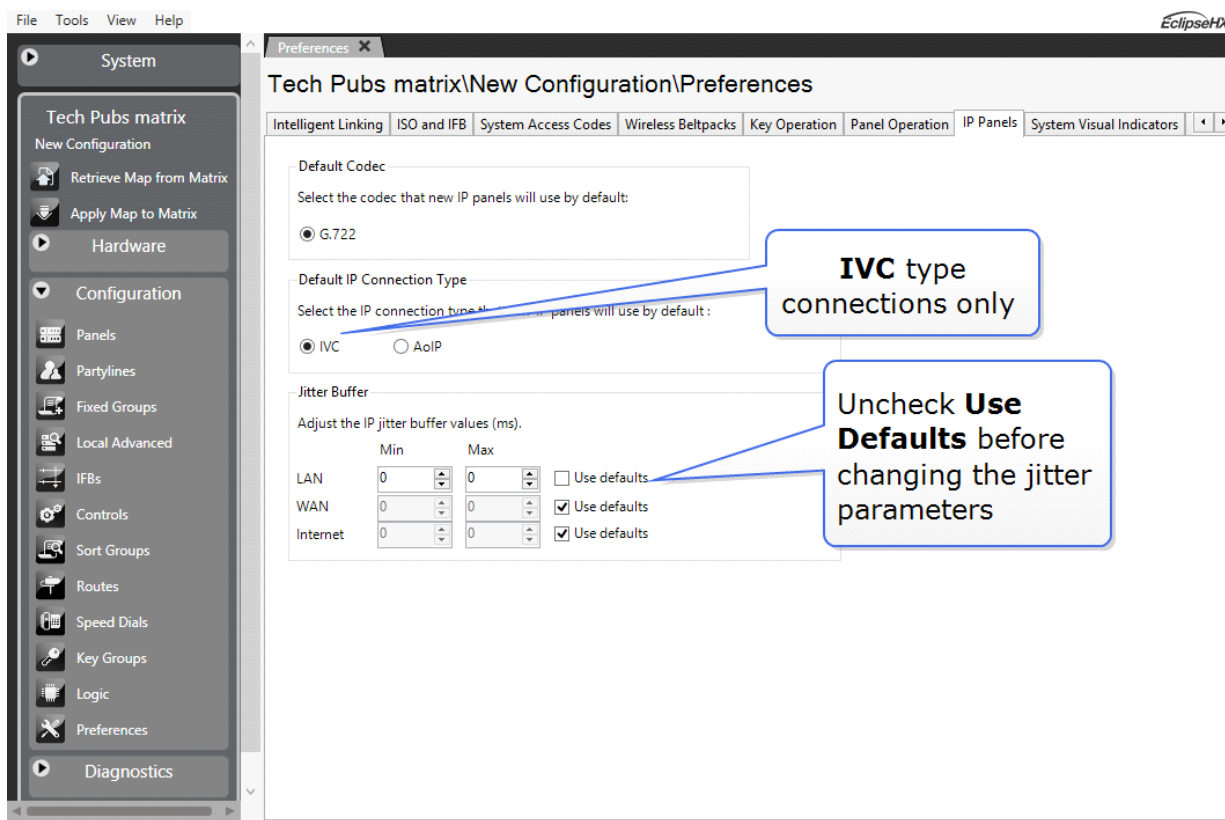 File Tools View Help
EclipseHX
System
Tech Pubs matrix
New Configuration
Retrieve Map from Matrix
Apply Map to Matrix
Hardware
Configuration
Panels
Partylines
Fixed Groups
Local Advanced
IFBs
Controls
Sort Groups
Routes
Speed Dials
Key Groups
Logic
Preferences
Diagnostics
Preferences
Tech Pubs matrix\New Configuration\Preferences
Intelligent Linking ISO and IFB System Access Codes Wireless Beltpacks Key Operation Panel Operation IP Panels System Visual Indicators
Default Codec
Select the codec that new IP panels will use by default:
G.722
Default IP Connection Type
Select the IP connection type IP panels will use by default :
IVC AoIP
IVC type
connections only
Jitter Buffer
Adjust the IP jitter buffer values (ms).
Min Max
LAN 0 0 Use defaults
WAN 0 0 Use defaults
Internet 0 0 Use defaults
Uncheck Use
Defaults before
changing the jitter
parameters